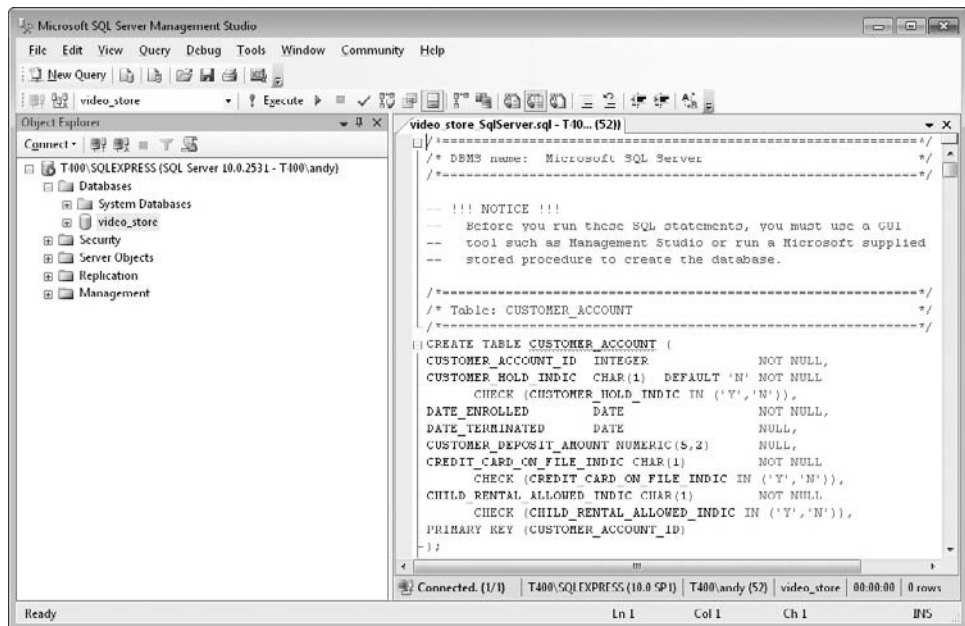 Microsoft SQL Server Management Studio
File Edit View Query Debug Tools Window Community Help
New Query
video_store Execute
Object Explorer
Connect
T400\SQLEXPRESS (SQL Server 10.0.2531 - T400\andy)
Databases
System Databases
video_store
Security
Server Objects
Replication
Management
video_store_SqlServer.sql - T40... (52))
/*==============================================================*/
/* DBMS name:  Microsoft SQL Server */
/*==============================================================*/
-- !!! NOTICE !!!
-- Before you run these SQL statements, you must use a GUI
-- tool such as Management Studio or run a Microsoft supplied
-- stored procedure to create the database.
/*==============================================================*/
/* Table: CUSTOMER_ACCOUNT */
/*==============================================================*/
CREATE TABLE CUSTOMER_ACCOUNT (
CUSTOMER_ACCOUNT_ID INTEGER NOT NULL,
CUSTOMER_HOLD_INDIC CHAR(1) DEFAULT 'N' NOT NULL
CHECK (CUSTOMER_HOLD_INDIC IN ('Y','N')),
DATE_ENROLLED DATE NOT NULL,
DATE_TERMINATED DATE NULL,
CUSTOMER_DEPOSIT_AMOUNT NUMERIC(5,2) NULL,
CREDIT_CARD_ON_FILE_INDIC CHAR(1) NOT NULL
CHECK (CREDIT_CARD_ON_FILE_INDIC IN ('Y','N')),
CHILD_RENTAL_ALLOWED_INDIC CHAR(1) NOT NULL
CHECK (CHILD_RENTAL_ALLOWED_INDIC IN ('Y','N')),
PRIMARY KEY (CUSTOMER_ACCOUNT_ID)
);
Connected. (1/1) T400\SQLEXPRESS (10.0 SP1) T400\andy (52) video_store 00:00:00 0 rows
Ready Ln 1 Col 1 Ch 1 INS